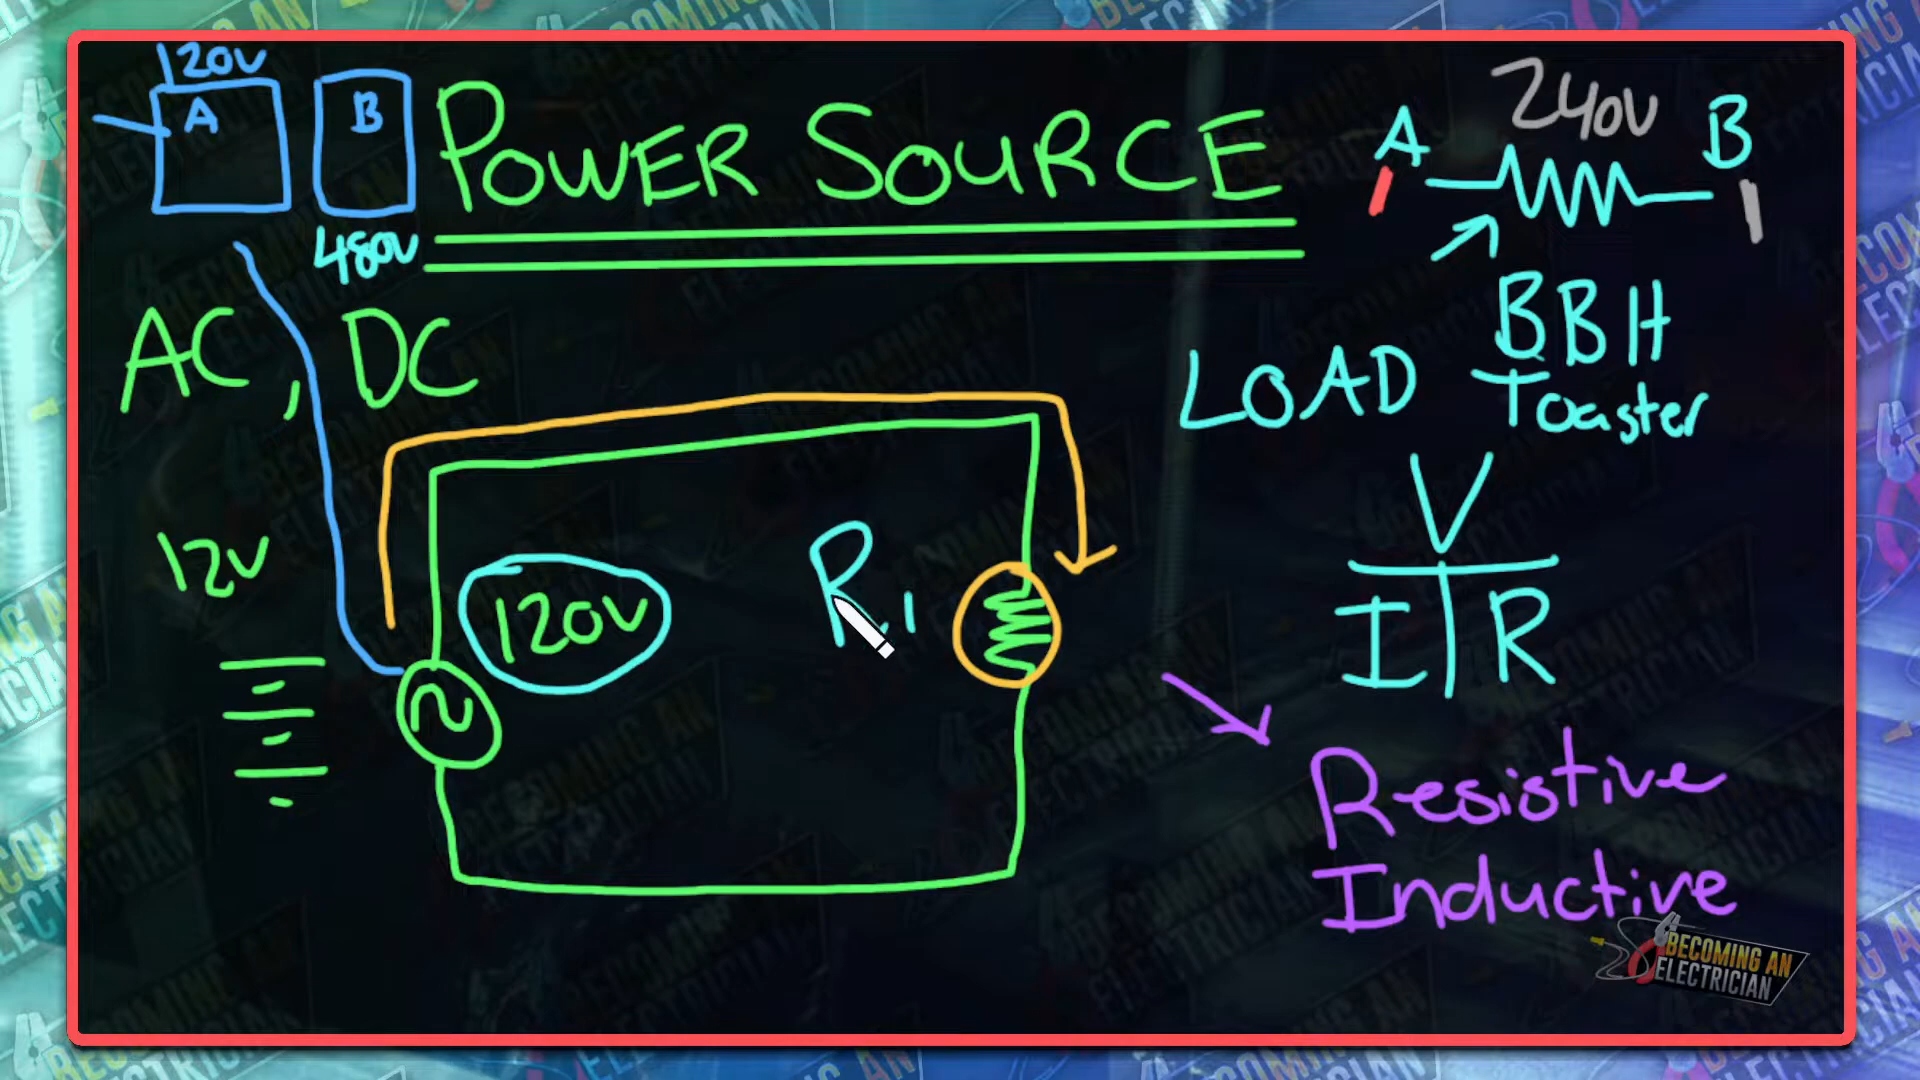 120V
A
B
480V
POWER SOURCE
AC, DC
A
240V
B
LOAD
BBH
Toaster
12V
120V
R1
V
I R
Resistive
Inductive
BECOMING AN
ELECTRICIAN